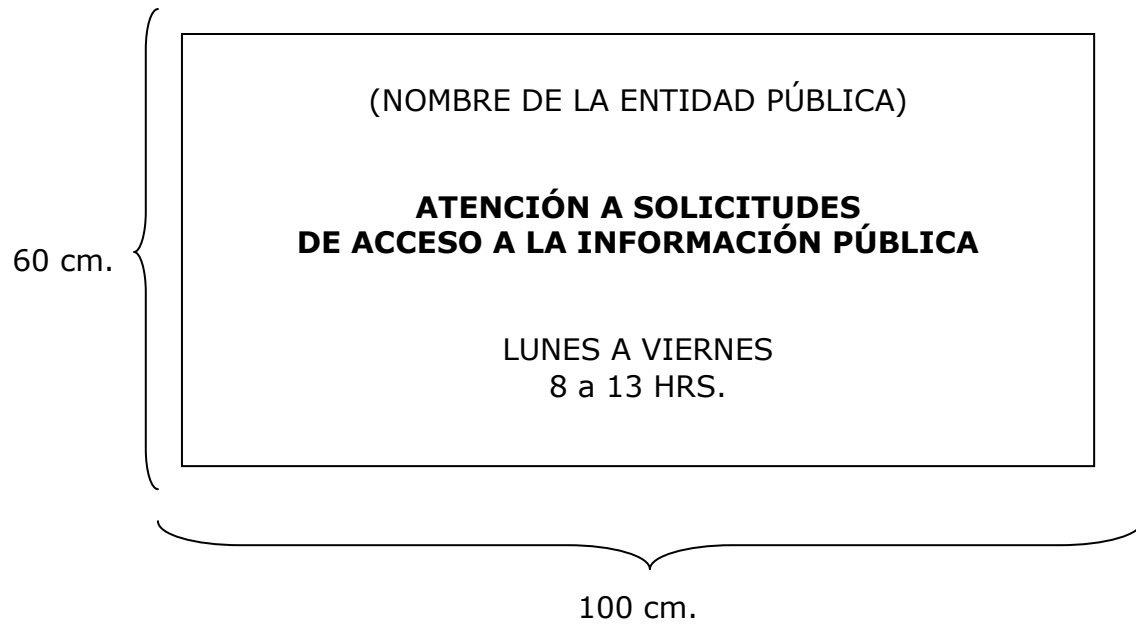 (NOMBRE DE LA ENTIDAD PÚBLICA)
ATENCIÓN A SOLICITUDES
DE ACCESO A LA INFORMACIÓN PÚBLICA
60 cm.
LUNES A VIERNES
8 a 13 HRS.
100 cm.